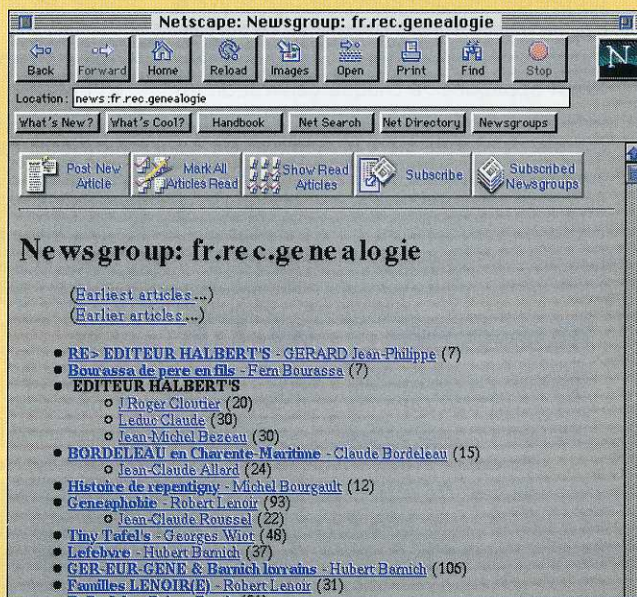 Netscape: Newsgroup: fr.rec.genealogie
Back Forward Home Reload Images Open Print Find Stop N
Location: news:fr.rec.genealogie
What's New? What's Cool? Handbook Net Search Net Directory Newsgroups
Post New Article Mark All Articles Read Show Read Articles Subscribe Subscribed Newsgroups
Newsgroup: fr.rec.genealogie
(Earliest articles...)
(Earlier articles...)
RE> EDITEUR HALBERT'S - GERARD Jean-Philippe (7)
Bourassa de pere en fils - Fern Bourassa (7)
EDITEUR HALBERT'S
J Roger Cloutier (20)
Leduc Claude (30)
Jean-Michel Bezeau (30)
BORDELEAU en Charente-Maritime - Claude Bordeleau (15)
Jean-Claude Allard (24)
Histoire de repentigny - Michel Bourgault (12)
Geneaphobie - Robert Lenoir (93)
Jean-Claude Roussel (22)
Tiny Tafel's - Georges Wiot (48)
Lefebvre - Hubert Barnich (37)
GER-EUR-GENE & Barnich lorrains - Hubert Barnich (106)
Familles LENOIR(E) - Robert Lenoir (31)